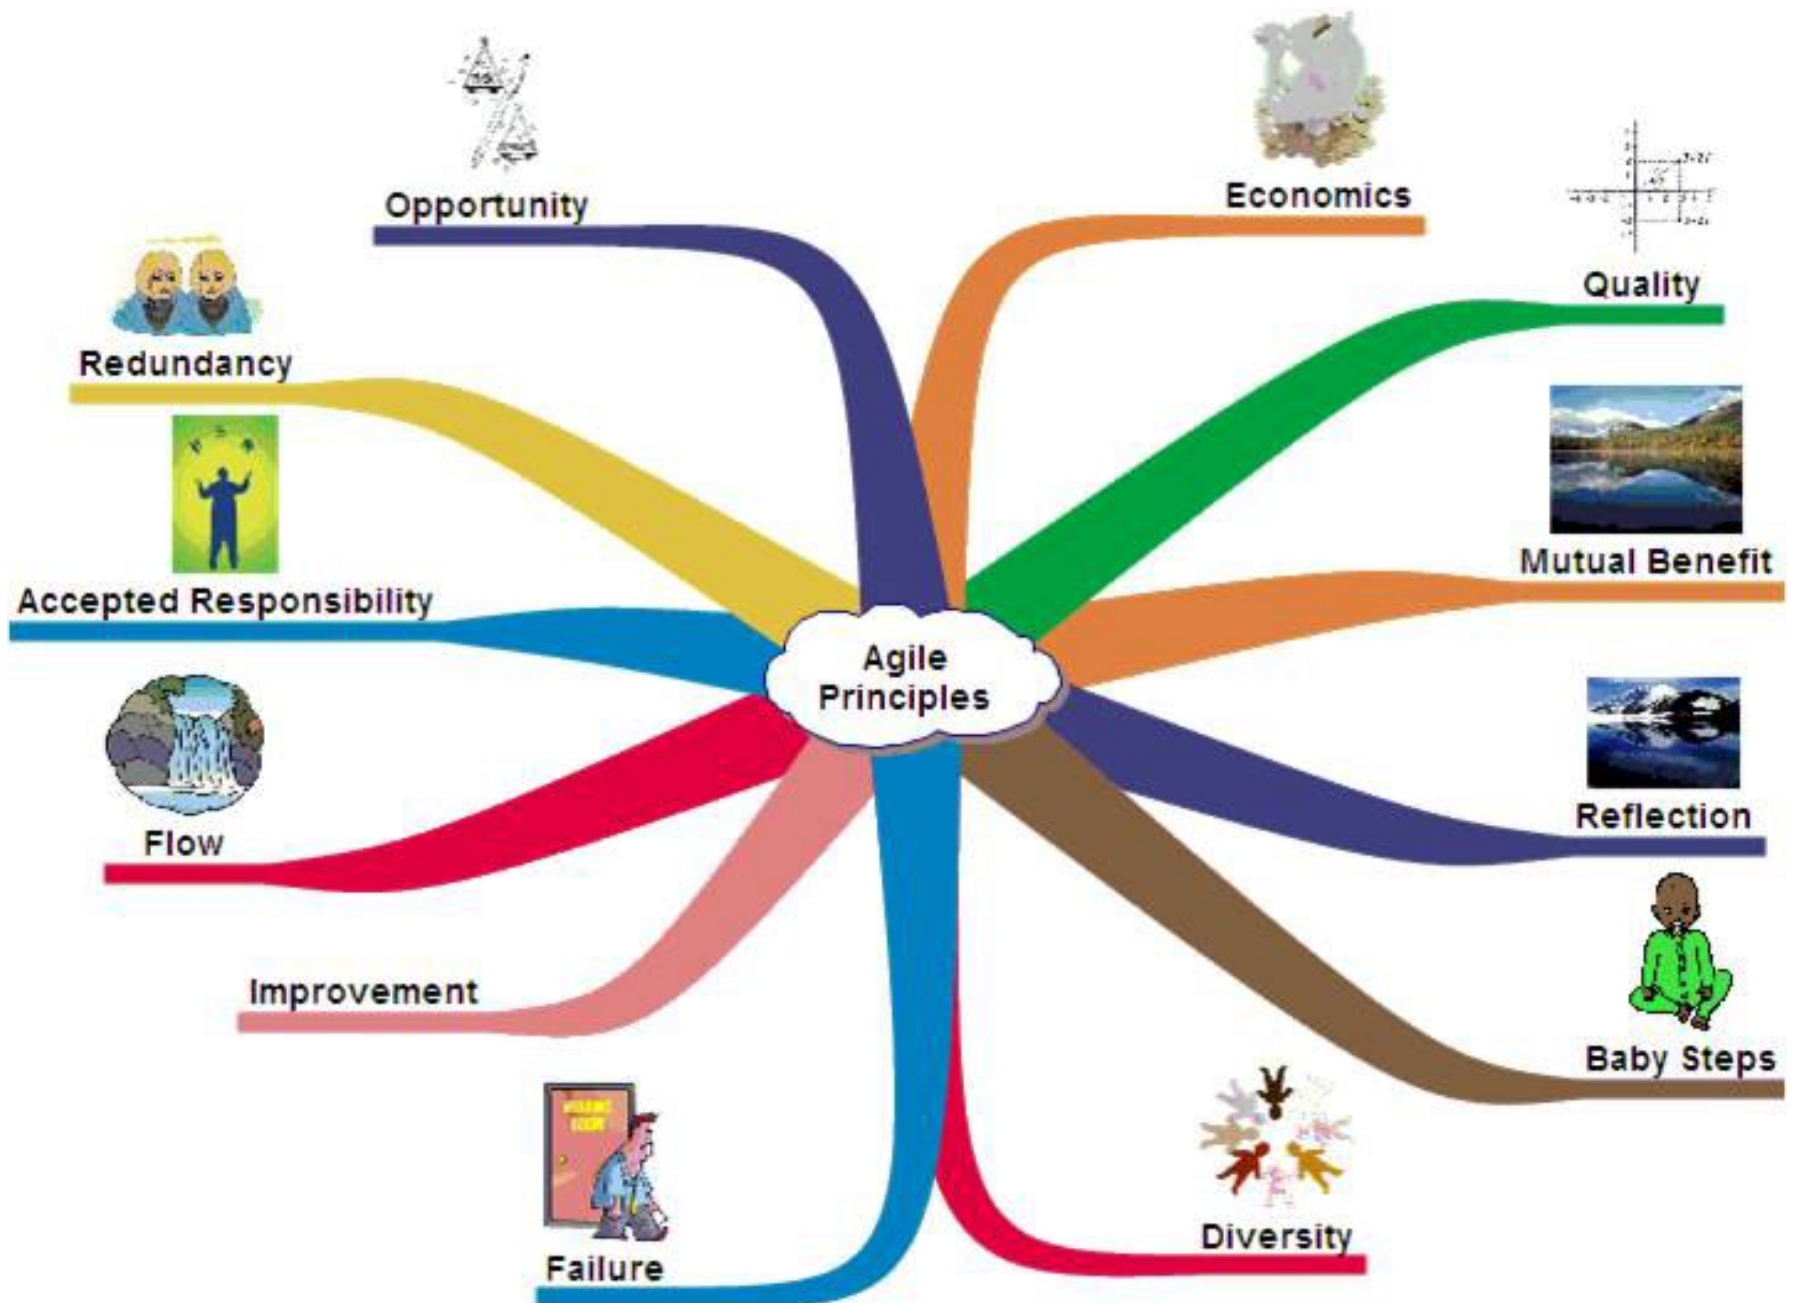 Opportunity
Economics
Quality
Redundancy
Mutual Benefit
Accepted Responsibility
Agile
Principles
Reflection
Flow
Improvement
Baby Steps
Diversity
Failure